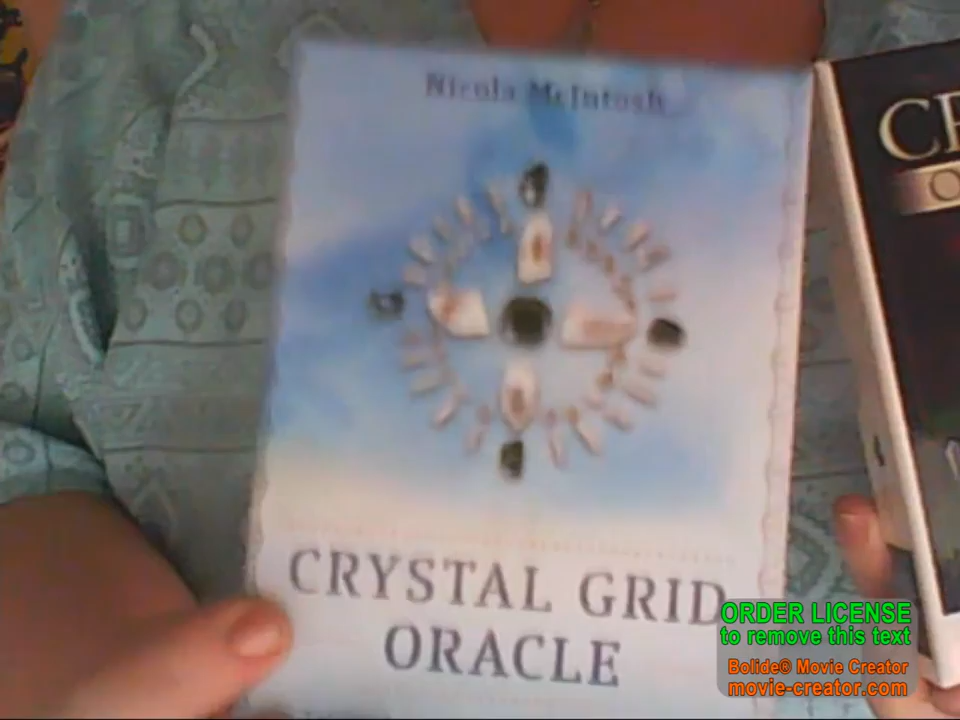 Nicola McIntosh
CRYSTAL GRID
ORACLE
ORDER LICENSE
to remove this text
Bolide® Movie Creator
movie-creator.com